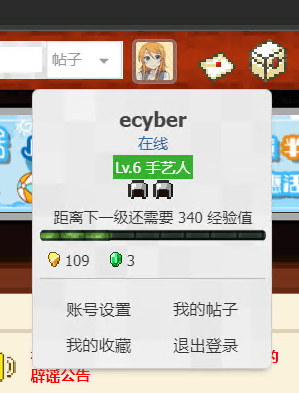 帖子
ecyber
在线
Lv.6 手艺人
距离下一级还需要 340 经验值
109 3
账号设置 我的帖子
我的收藏 退出登录
的
辟谣公告